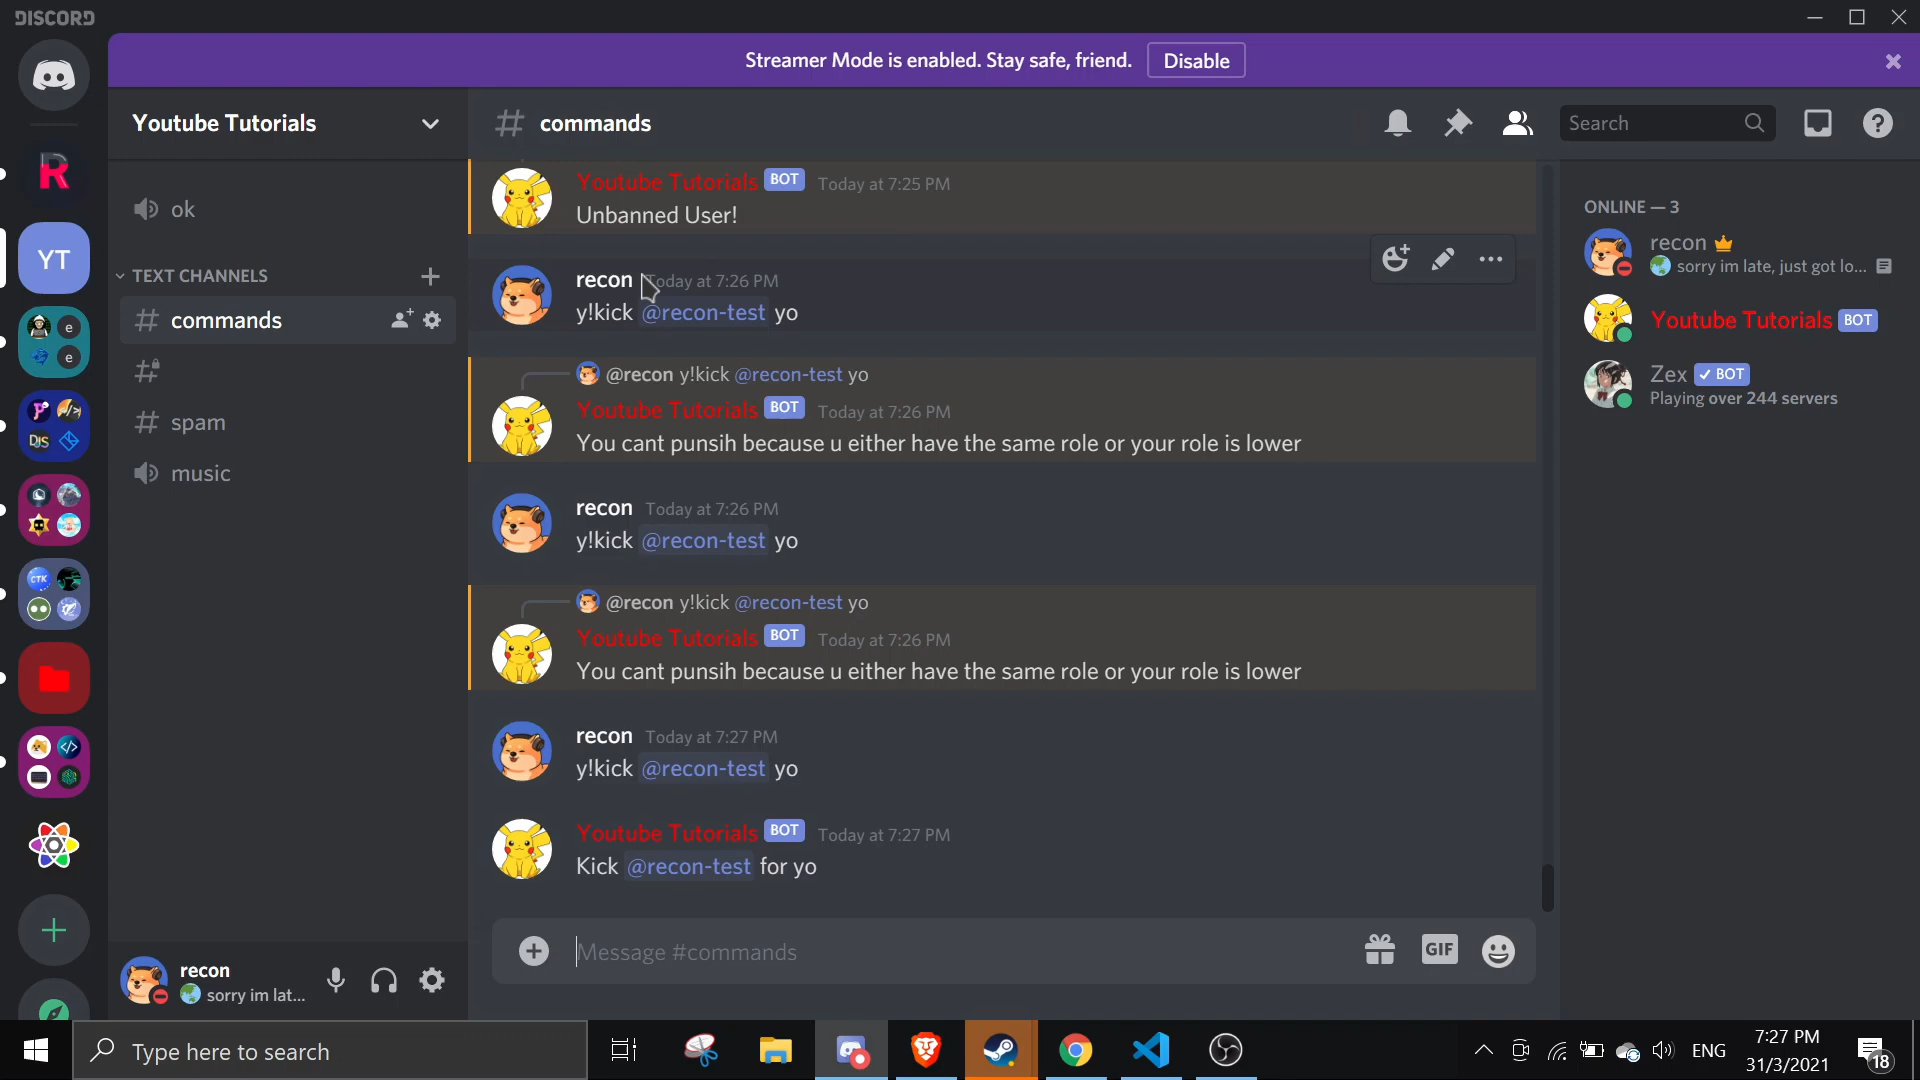 DISCORD
Streamer Mode is enabled. Stay safe, friend.
Disable
Youtube Tutorials
ok
TEXT CHANNELS
commands
spam
music
YT
e
e
DJS
CTK
recon
sorry im lat...
commands
Search
Youtube Tutorials BOT Today at 7:25 PM
Unbanned User!
recon Today at 7:26 PM
y!kick @recon-test yo
@recon y!kick @recon-test yo
Youtube Tutorials BOT Today at 7:26 PM
You cant punsih because u either have the same role or your role is lower
recon Today at 7:26 PM
y!kick @recon-test yo
@recon y!kick @recon-test yo
Youtube Tutorials BOT Today at 7:26 PM
You cant punsih because u either have the same role or your role is lower
recon Today at 7:27 PM
y!kick @recon-test yo
Youtube Tutorials BOT Today at 7:27 PM
Kick @recon-test for yo
Message #commands
GIF
ONLINE — 3
recon
sorry im late, just got lo...
Youtube Tutorials BOT
Zex BOT
Playing over 244 servers
Type here to search
ENG
7:27 PM
31/3/2021
18